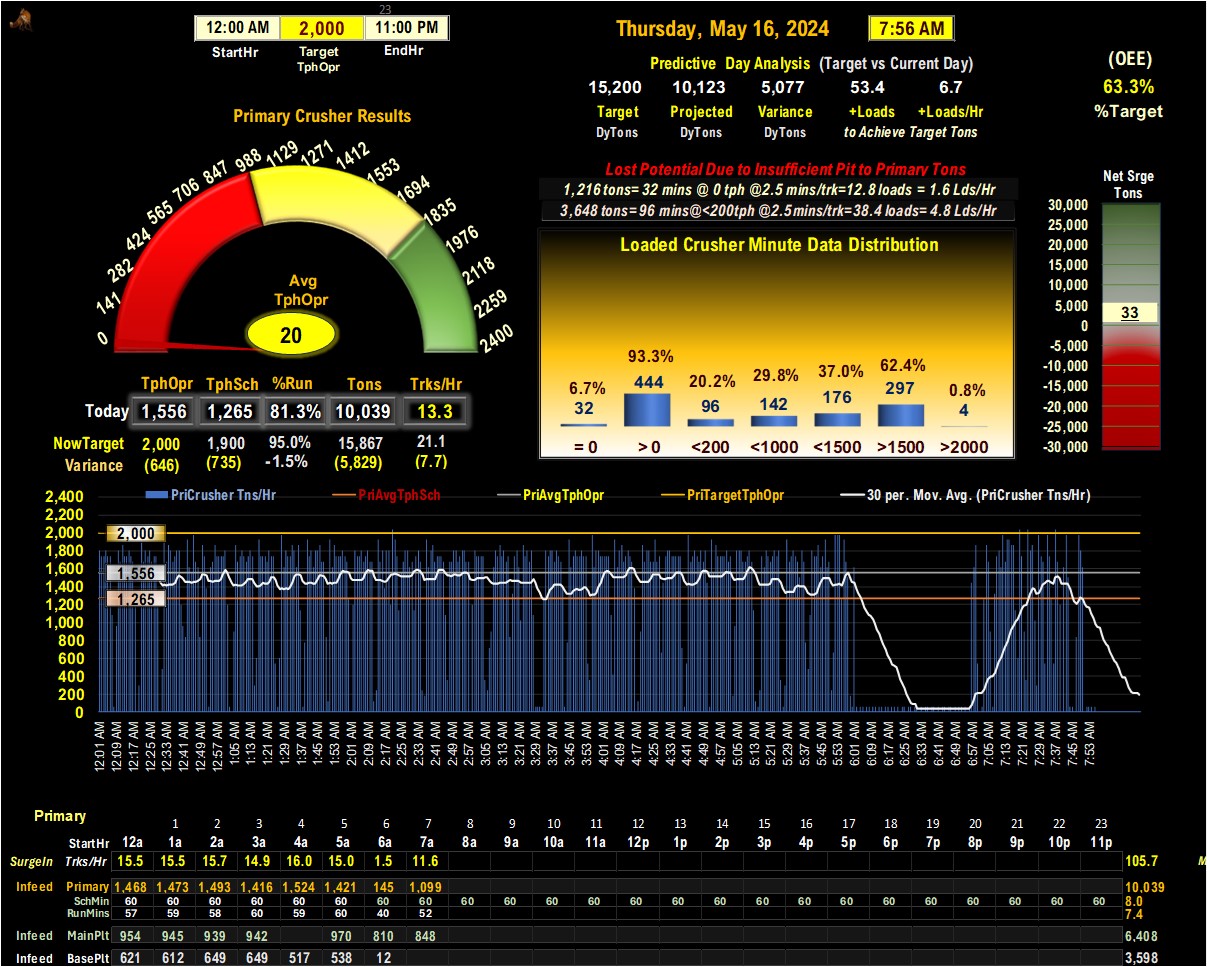 23
12:00 AM 2,000 11:00 PM
StartHr Target TphOpr EndHr
Thursday, May 16, 2024 7:56 AM
Predictive Day Analysis (Target vs Current Day)
15,200 10,123 5,077 53.4 6.7
Target Projected Variance +Loads +Loads/Hr
DyTons DyTons DyTons to Achieve Target Tons
(OEE)
63.3%
%Target
Primary Crusher Results
0 141 282 424 565 706 847 988 1129 1271 1412 1553 1694 1835 1976 2118 2259 2400
Avg
TphOpr
20
Lost Potential Due to Insufficient Pit to Primary Tons
1,216 tons= 32 mins @ 0 tph @2.5 mins/trk=12.8 loads = 1.6 Lds/Hr
3,648 tons= 96 mins@<200tph @2.5mins/trk=38.4 loads= 4.8 Lds/Hr
Loaded Crusher Minute Data Distribution
6.7% 93.3% 20.2% 29.8% 37.0% 62.4% 0.8%
32 444 96 142 176 297 4
= 0 > 0 <200 <1000 <1500 >1500 >2000
Net Srge
Tons
30,000
25,000
20,000
15,000
10,000
5,000
0
-5,000
-10,000
-15,000
-20,000
-25,000
-30,000
33
TphOpr TphSch %Run Tons Trks/Hr
Today 1,556 1,265 81.3% 10,039 13.3
NowTarget 2,000 1,900 95.0% 15,867 21.1
Variance (646) (735) -1.5% (5,829) (7.7)
PriCrusher Tns/Hr PriAvgTphSch PriAvgTphOpr PriTargetTphOpr 30 per. Mov. Avg. (PriCrusher Tns/Hr)
2,400
2,200
2,000
1,800
1,600
1,400
1,200
1,000
800
600
400
200
0
2,000
1,556
1,265
12:01 AM 12:09 AM 12:17 AM 12:25 AM 12:33 AM 12:41 AM 12:49 AM 12:57 AM 1:05 AM 1:13 AM 1:21 AM 1:29 AM 1:37 AM 1:45 AM 1:53 AM 2:01 AM 2:09 AM 2:17 AM 2:25 AM 2:33 AM 2:41 AM 2:49 AM 2:57 AM 3:05 AM 3:13 AM 3:21 AM 3:29 AM 3:37 AM 3:45 AM 3:53 AM 4:01 AM 4:09 AM 4:17 AM 4:25 AM 4:33 AM 4:41 AM 4:49 AM 4:57 AM 5:05 AM 5:13 AM 5:21 AM 5:29 AM 5:37 AM 5:45 AM 5:53 AM 6:01 AM 6:09 AM 6:17 AM 6:25 AM 6:33 AM 6:41 AM 6:49 AM 6:57 AM 7:05 AM 7:13 AM 7:21 AM 7:29 AM 7:37 AM 7:45 AM 7:53 AM
Primary
1 2 3 4 5 6 7 8 9 10 11 12 13 14 15 16 17 18 19 20 21 22 23
StartHr 12a 1a 2a 3a 4a 5a 6a 7a 8a 9a 10a 11a 12p 1p 2p 3p 4p 5p 6p 7p 8p 9p 10p 11p
SurgeIn Trks/Hr 15.5 15.5 15.7 14.9 16.0 15.0 1.5 11.6 105.7 M
Infeed Primary 1,468 1,473 1,493 1,416 1,524 1,421 145 1,099 10,039
SchMin 60 60 60 60 60 60 60 60 60 60 60 60 60 60 60 60 60 60 60 60 60 60 60 60 8.0
RunMins 57 59 58 60 59 60 40 52 7.4
Infeed MainPlt 954 945 939 942 970 810 848 6,408
Infeed BasePlt 621 612 649 649 517 538 12 3,598